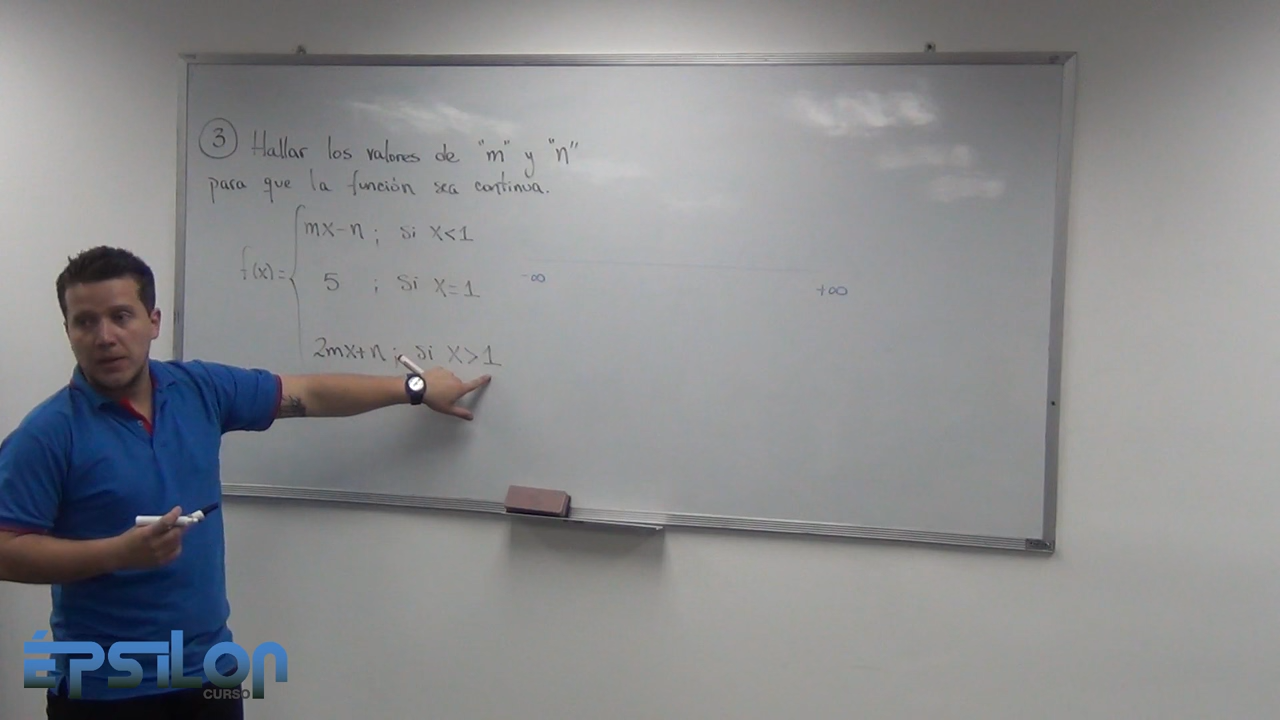 3 Hallar los valores de "m" y "n"
para que la función sea continua.
mx-n ; si x<1
f(x)= 5 ; si x=1
2mx+n ; si x>1
-∞ +∞
ÉPSILON
CURSO